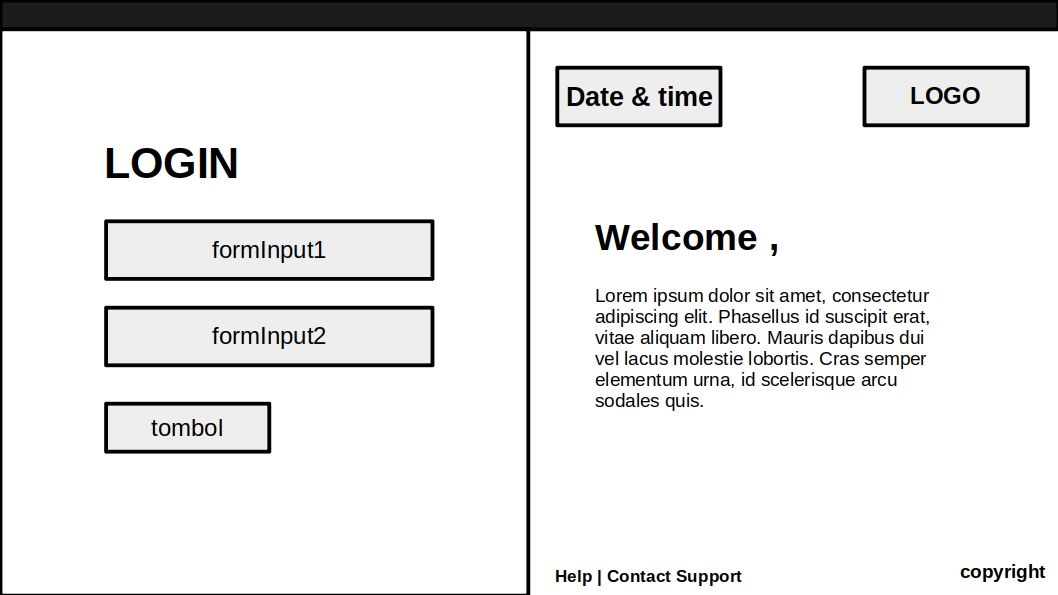 LOGIN
formInput1
formInput2
tombol
Date & time
LOGO
Welcome ,
Lorem ipsum dolor sit amet, consectetur
adipiscing elit. Phasellus id suscipit erat,
vitae aliquam libero. Mauris dapibus dui
vel lacus molestie lobortis. Cras semper
elementum urna, id scelerisque arcu
sodales quis.
Help | Contact Support
copyright